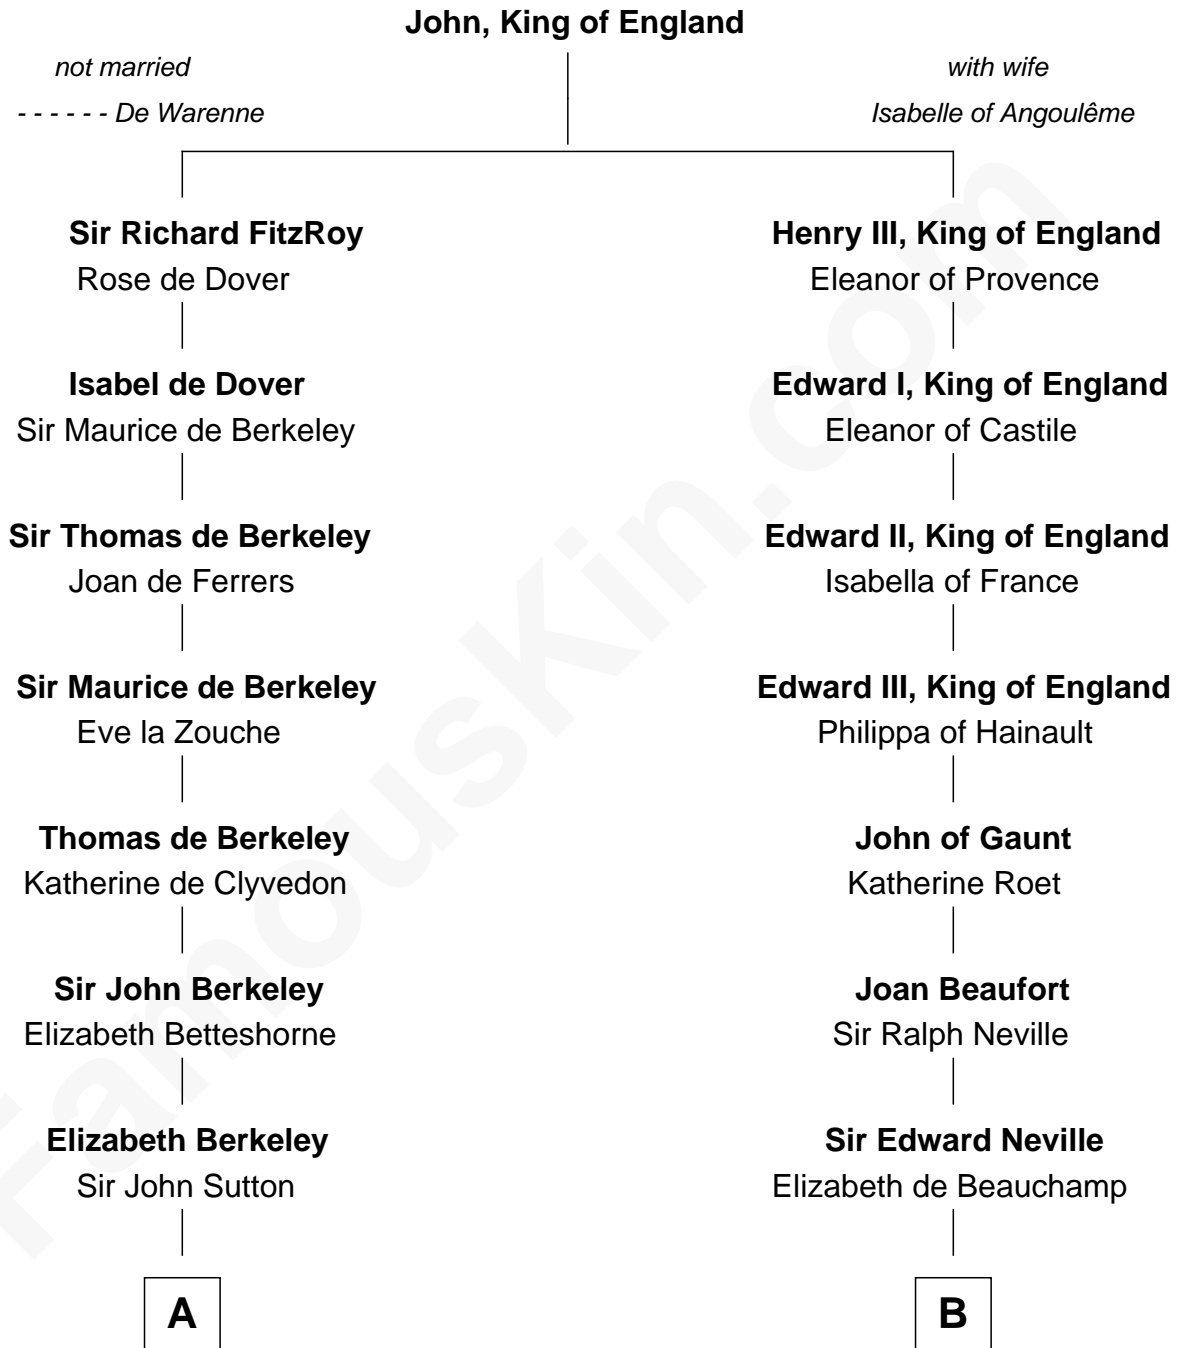 John, King of England
not married
- - - - - - De Warenne
with wife
Isabelle of Angoulême
Sir Richard FitzRoy
Rose de Dover
Henry III, King of England
Eleanor of Provence
Isabel de Dover
Sir Maurice de Berkeley
Edward I, King of England
Eleanor of Castile
Sir Thomas de Berkeley
Joan de Ferrers
Edward II, King of England
Isabella of France
Sir Maurice de Berkeley
Eve la Zouche
Edward III, King of England
Philippa of Hainault
Thomas de Berkeley
Katherine de Clyvedon
John of Gaunt
Katherine Roet
Sir John Berkeley
Elizabeth Betteshorne
Joan Beaufort
Sir Ralph Neville
Elizabeth Berkeley
Sir John Sutton
Sir Edward Neville
Elizabeth de Beauchamp
A
B
FamousKin.com